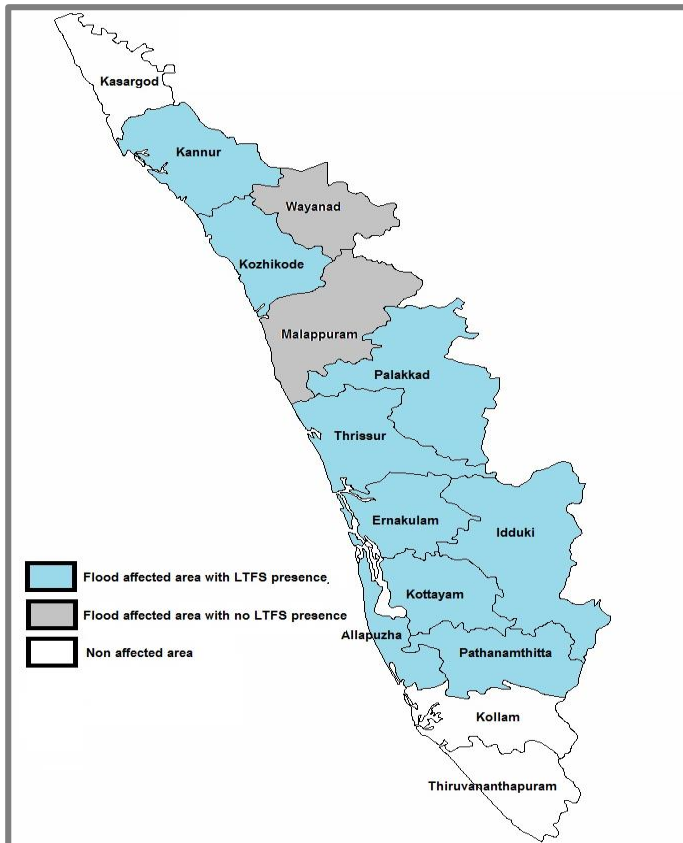 Kasargod
Kannur
Wayanad
Kozhikode
Malappuram
Palakkad
Thrissur
Ernakulam
Idduki
Flood affected area with LTFS presence.
Kottayam
Flood affected area with no LTFS presence
Allapuzha
Non affected area
Pathanamthitta
Kollam
Thiruvananthapuram